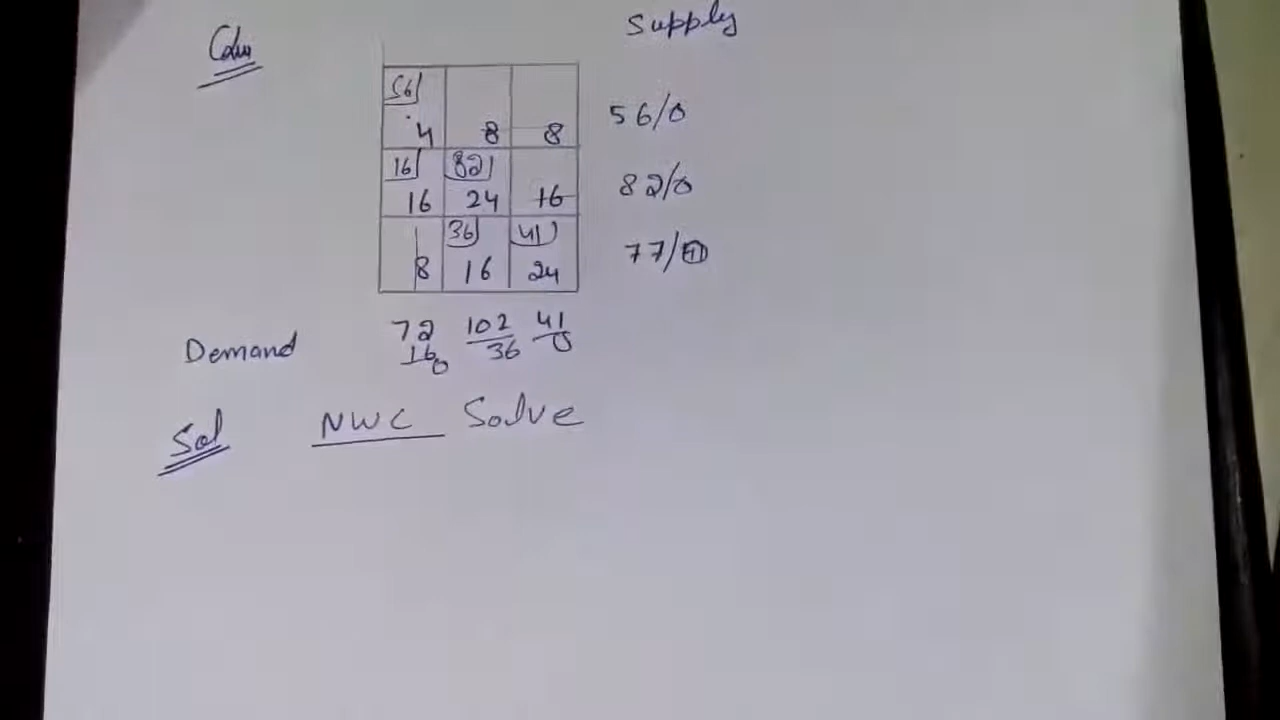 Supply
56
4 8 8 56/0
16 82
16 24 16 82/0
36 41
8 16 24 77/
Demand 72 102 41
16 36 0
0
Sol NWC Solve